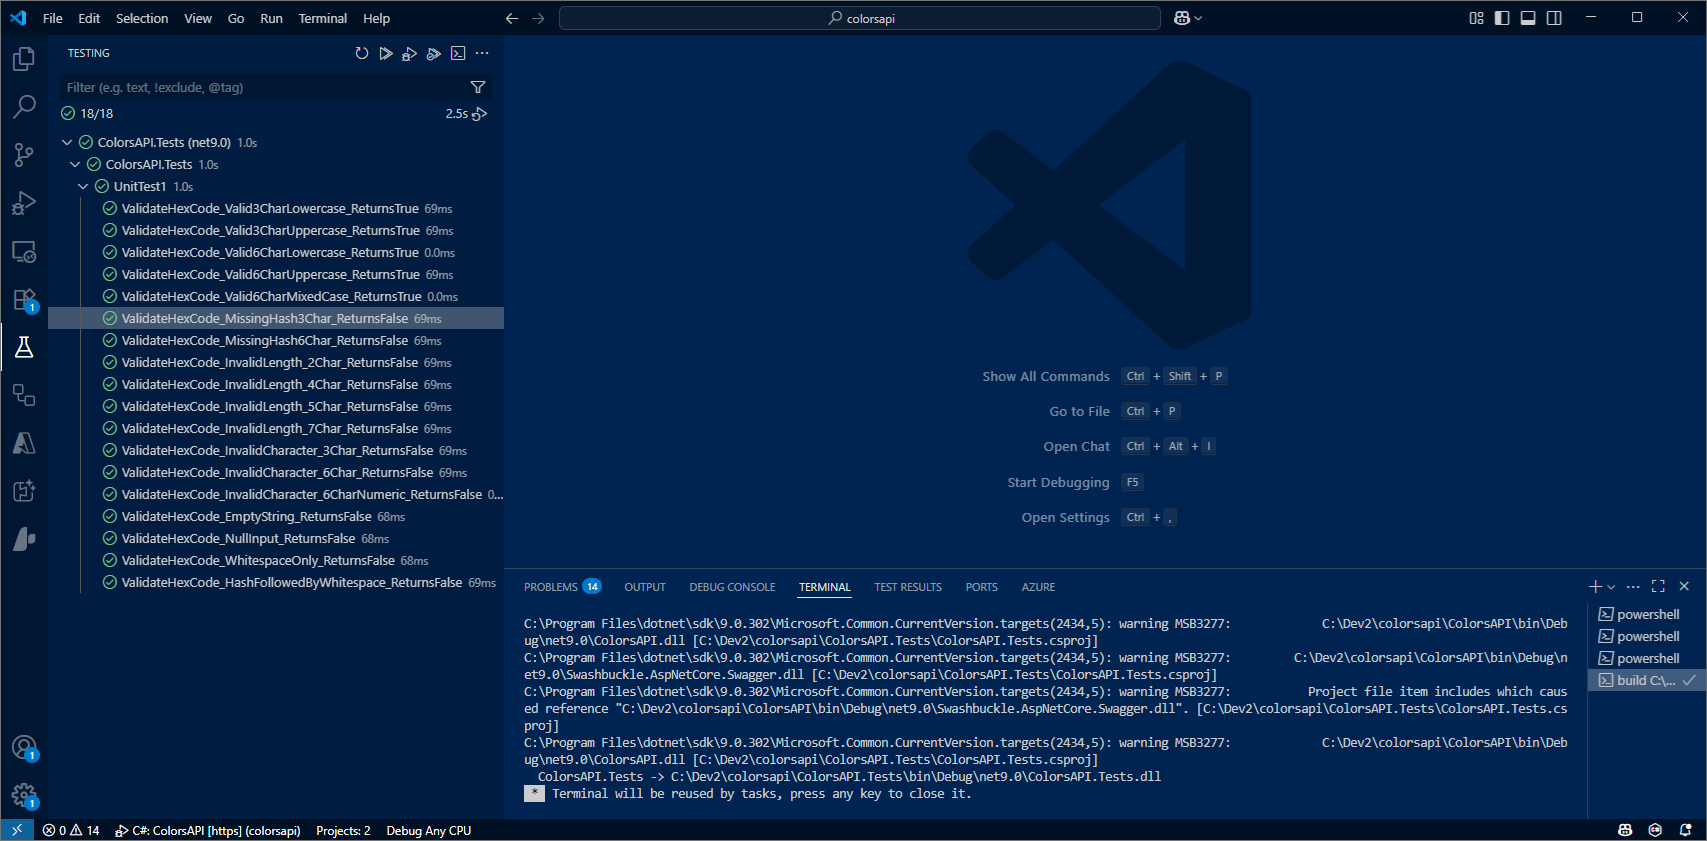 File Edit Selection View Go Run Terminal Help
colorsapi
TESTING
Filter (e.g. text, !exclude, @tag)
18/18 2.5s
ColorsAPI.Tests (net9.0) 1.0s
ColorsAPI.Tests 1.0s
UnitTest1 1.0s
ValidateHexCode_Valid3CharLowercase_ReturnsTrue 69ms
ValidateHexCode_Valid3CharUppercase_ReturnsTrue 69ms
ValidateHexCode_Valid6CharLowercase_ReturnsTrue 0.0ms
ValidateHexCode_Valid6CharUppercase_ReturnsTrue 69ms
ValidateHexCode_Valid6CharMixedCase_ReturnsTrue 0.0ms
ValidateHexCode_MissingHash3Char_ReturnsFalse 69ms
ValidateHexCode_MissingHash6Char_ReturnsFalse 69ms
ValidateHexCode_InvalidLength_2Char_ReturnsFalse 69ms
ValidateHexCode_InvalidLength_4Char_ReturnsFalse 69ms
ValidateHexCode_InvalidLength_5Char_ReturnsFalse 69ms
ValidateHexCode_InvalidLength_7Char_ReturnsFalse 69ms
ValidateHexCode_InvalidCharacter_3Char_ReturnsFalse 69ms
ValidateHexCode_InvalidCharacter_6Char_ReturnsFalse 69ms
ValidateHexCode_InvalidCharacter_6CharNumeric_ReturnsFalse 0...
ValidateHexCode_EmptyString_ReturnsFalse 68ms
ValidateHexCode_NullInput_ReturnsFalse 68ms
ValidateHexCode_WhitespaceOnly_ReturnsFalse 68ms
ValidateHexCode_HashFollowedByWhitespace_ReturnsFalse 69ms
1
1
1
Show All Commands Ctrl + Shift + P
Go to File Ctrl + P
Open Chat Ctrl + Alt + I
Start Debugging F5
Open Settings Ctrl + ,
PROBLEMS 14 OUTPUT DEBUG CONSOLE TERMINAL TEST RESULTS PORTS AZURE
C:\Program Files\dotnet\sdk\9.0.302\Microsoft.Common.CurrentVersion.targets(2434,5): warning MSB3277: C:\Dev2\colorsapi\ColorsAPI\bin\Deb
ug\net9.0\ColorsAPI.dll [C:\Dev2\colorsapi\ColorsAPI.Tests\ColorsAPI.Tests.csproj]
C:\Program Files\dotnet\sdk\9.0.302\Microsoft.Common.CurrentVersion.targets(2434,5): warning MSB3277: C:\Dev2\colorsapi\ColorsAPI\bin\Debug\n
et9.0\Swashbuckle.AspNetCore.Swagger.dll [C:\Dev2\colorsapi\ColorsAPI.Tests\ColorsAPI.Tests.csproj]
C:\Program Files\dotnet\sdk\9.0.302\Microsoft.Common.CurrentVersion.targets(2434,5): warning MSB3277: Project file item includes which caus
ed reference "C:\Dev2\colorsapi\ColorsAPI\bin\Debug\net9.0\Swashbuckle.AspNetCore.Swagger.dll". [C:\Dev2\colorsapi\ColorsAPI.Tests\ColorsAPI.Tests.cs
proj]
C:\Program Files\dotnet\sdk\9.0.302\Microsoft.Common.CurrentVersion.targets(2434,5): warning MSB3277: C:\Dev2\colorsapi\ColorsAPI\bin\Deb
ug\net9.0\ColorsAPI.dll [C:\Dev2\colorsapi\ColorsAPI.Tests\ColorsAPI.Tests.csproj]
ColorsAPI.Tests -> C:\Dev2\colorsapi\ColorsAPI.Tests\bin\Debug\net9.0\ColorsAPI.Tests.dll
* Terminal will be reused by tasks, press any key to close it.
powershell
powershell
powershell
build C:\...
0 14 C#: ColorsAPI [https] (colorsapi) Projects: 2 Debug Any CPU